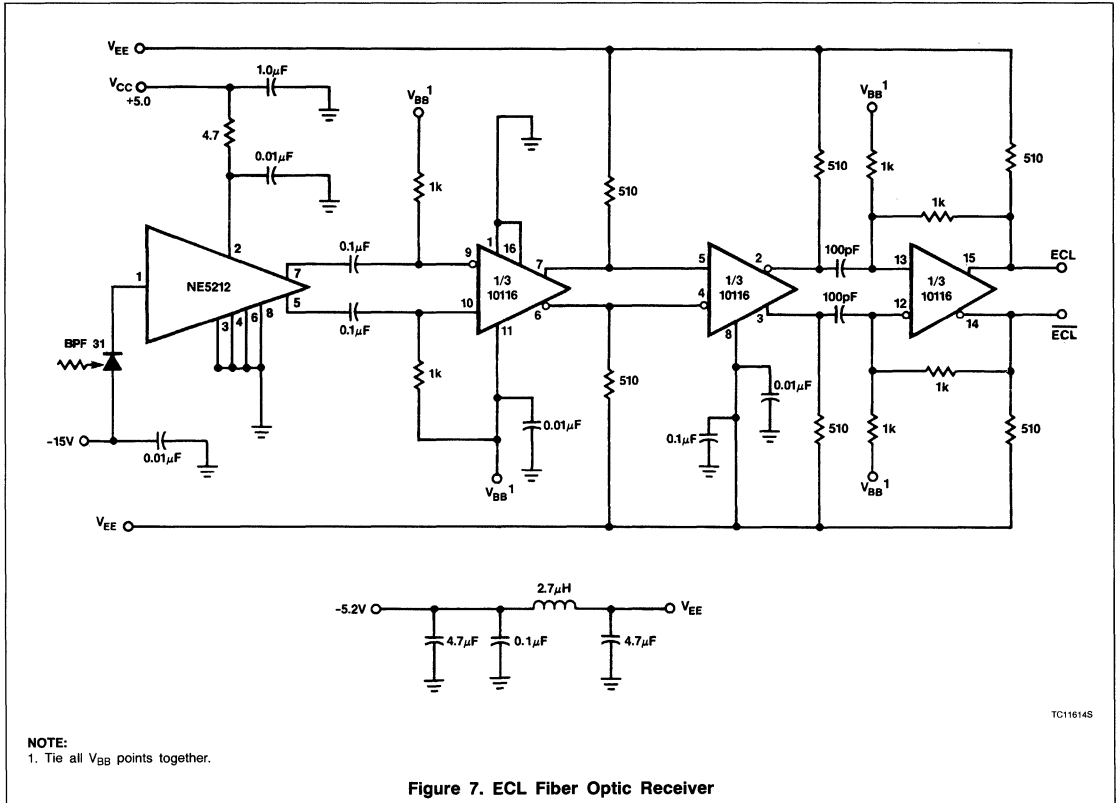 VEE
VCC
+5.0
1.0µF
4.7
0.01µF
2
1
NE5212
7
5
3
4
6
8
BPF 31
-15V
0.01µF
VEE
0.1µF
0.1µF
VBB1
1k
1k
9
10
1
16
1/3
10116
7
6
11
0.01µF
VBB1
510
510
5
4
1/3
10116
2
3
8
0.01µF
0.1µF
510
510
100pF
100pF
VBB1
1k
1k
13
12
1/3
10116
15
14
1k
1k
VBB1
510
510
ECL
ECL
-5.2V
2.7µH
VEE
4.7µF
0.1µF
4.7µF
TC11614S
NOTE:
1. Tie all VBB points together.
Figure 7. ECL Fiber Optic Receiver